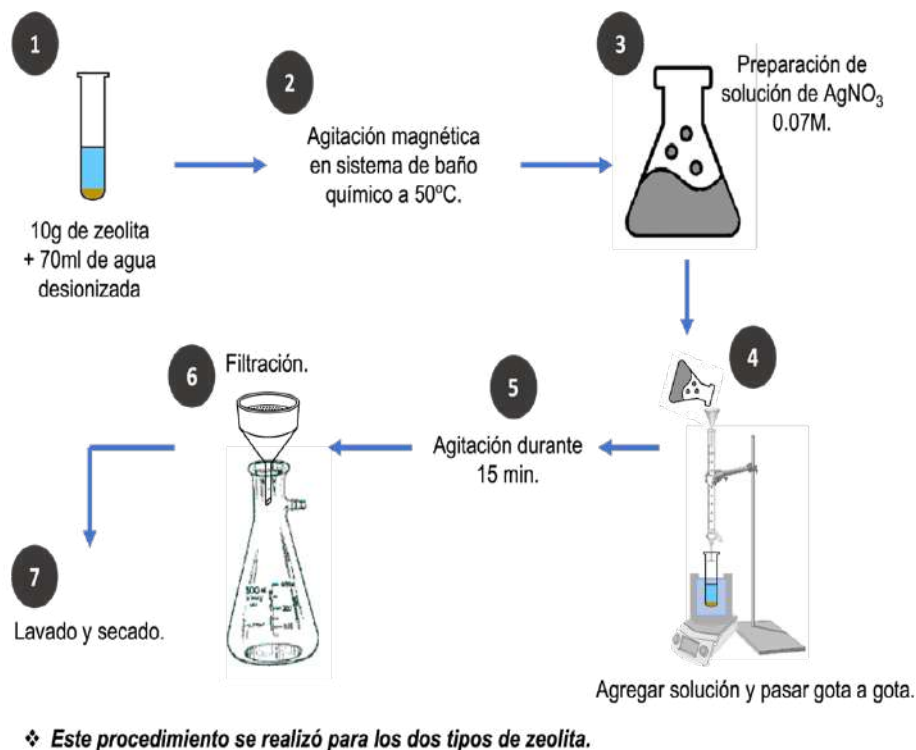 1
10g de zeolita
+ 70ml de agua
desionizada
2
Agitación magnética
en sistema de baño
químico a 50ºC.
3
Preparación de
solución de AgNO₃
0.07M.
4
Agregar solución y pasar gota a gota.
5
Agitación durante
15 min.
6
Filtración.
7
Lavado y secado.
❖ Este procedimiento se realizó para los dos tipos de zeolita.